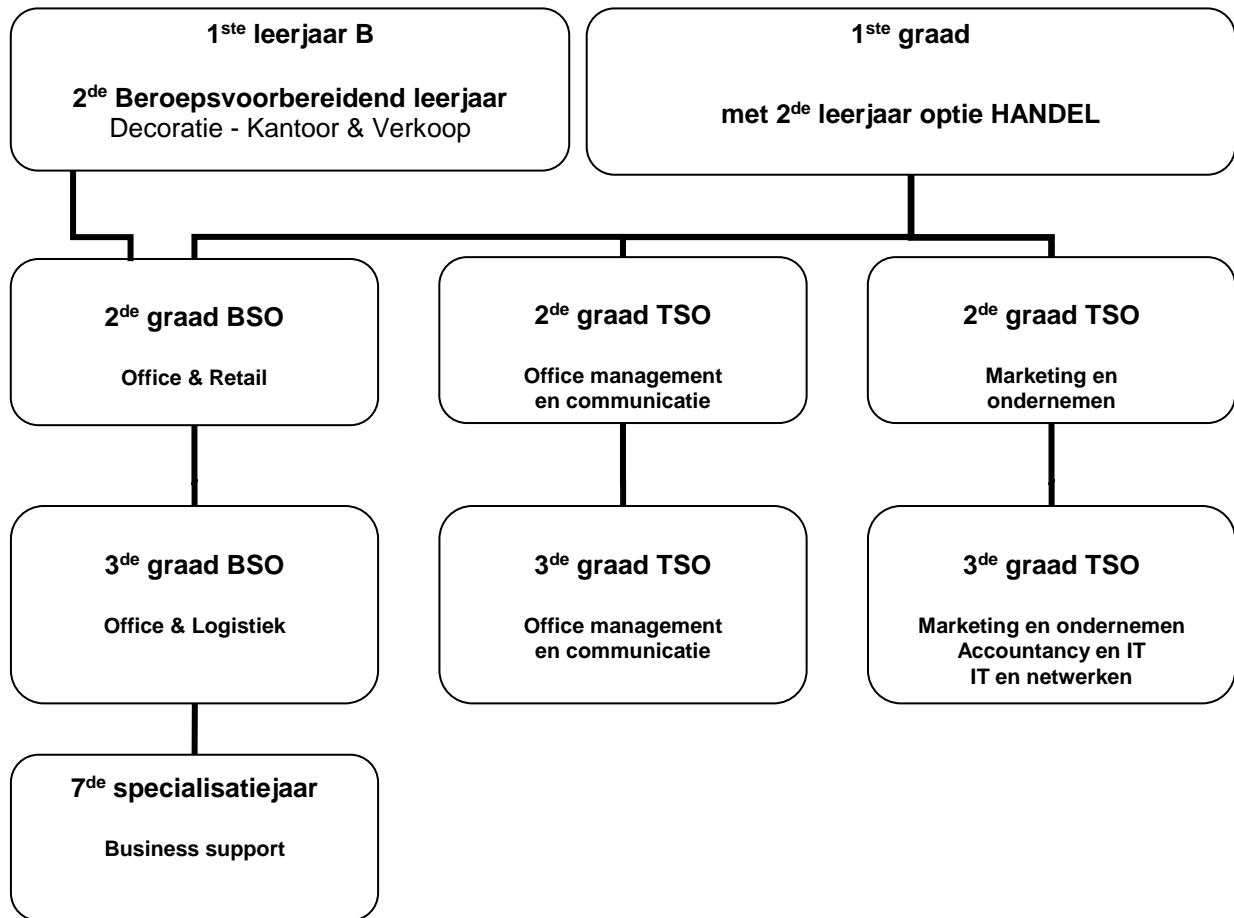 1ste leerjaar B
2de Beroepsvoorbereidend leerjaar
Decoratie - Kantoor & Verkoop
1ste graad
met 2de leerjaar optie HANDEL
2de graad BSO
Office & Retail
2de graad TSO
Office management
en communicatie
2de graad TSO
Marketing en
ondernemen
3de graad BSO
Office & Logistiek
3de graad TSO
Office management
en communicatie
3de graad TSO
Marketing en ondernemen
Accountancy en IT
IT en netwerken
7de specialisatiejaar
Business support